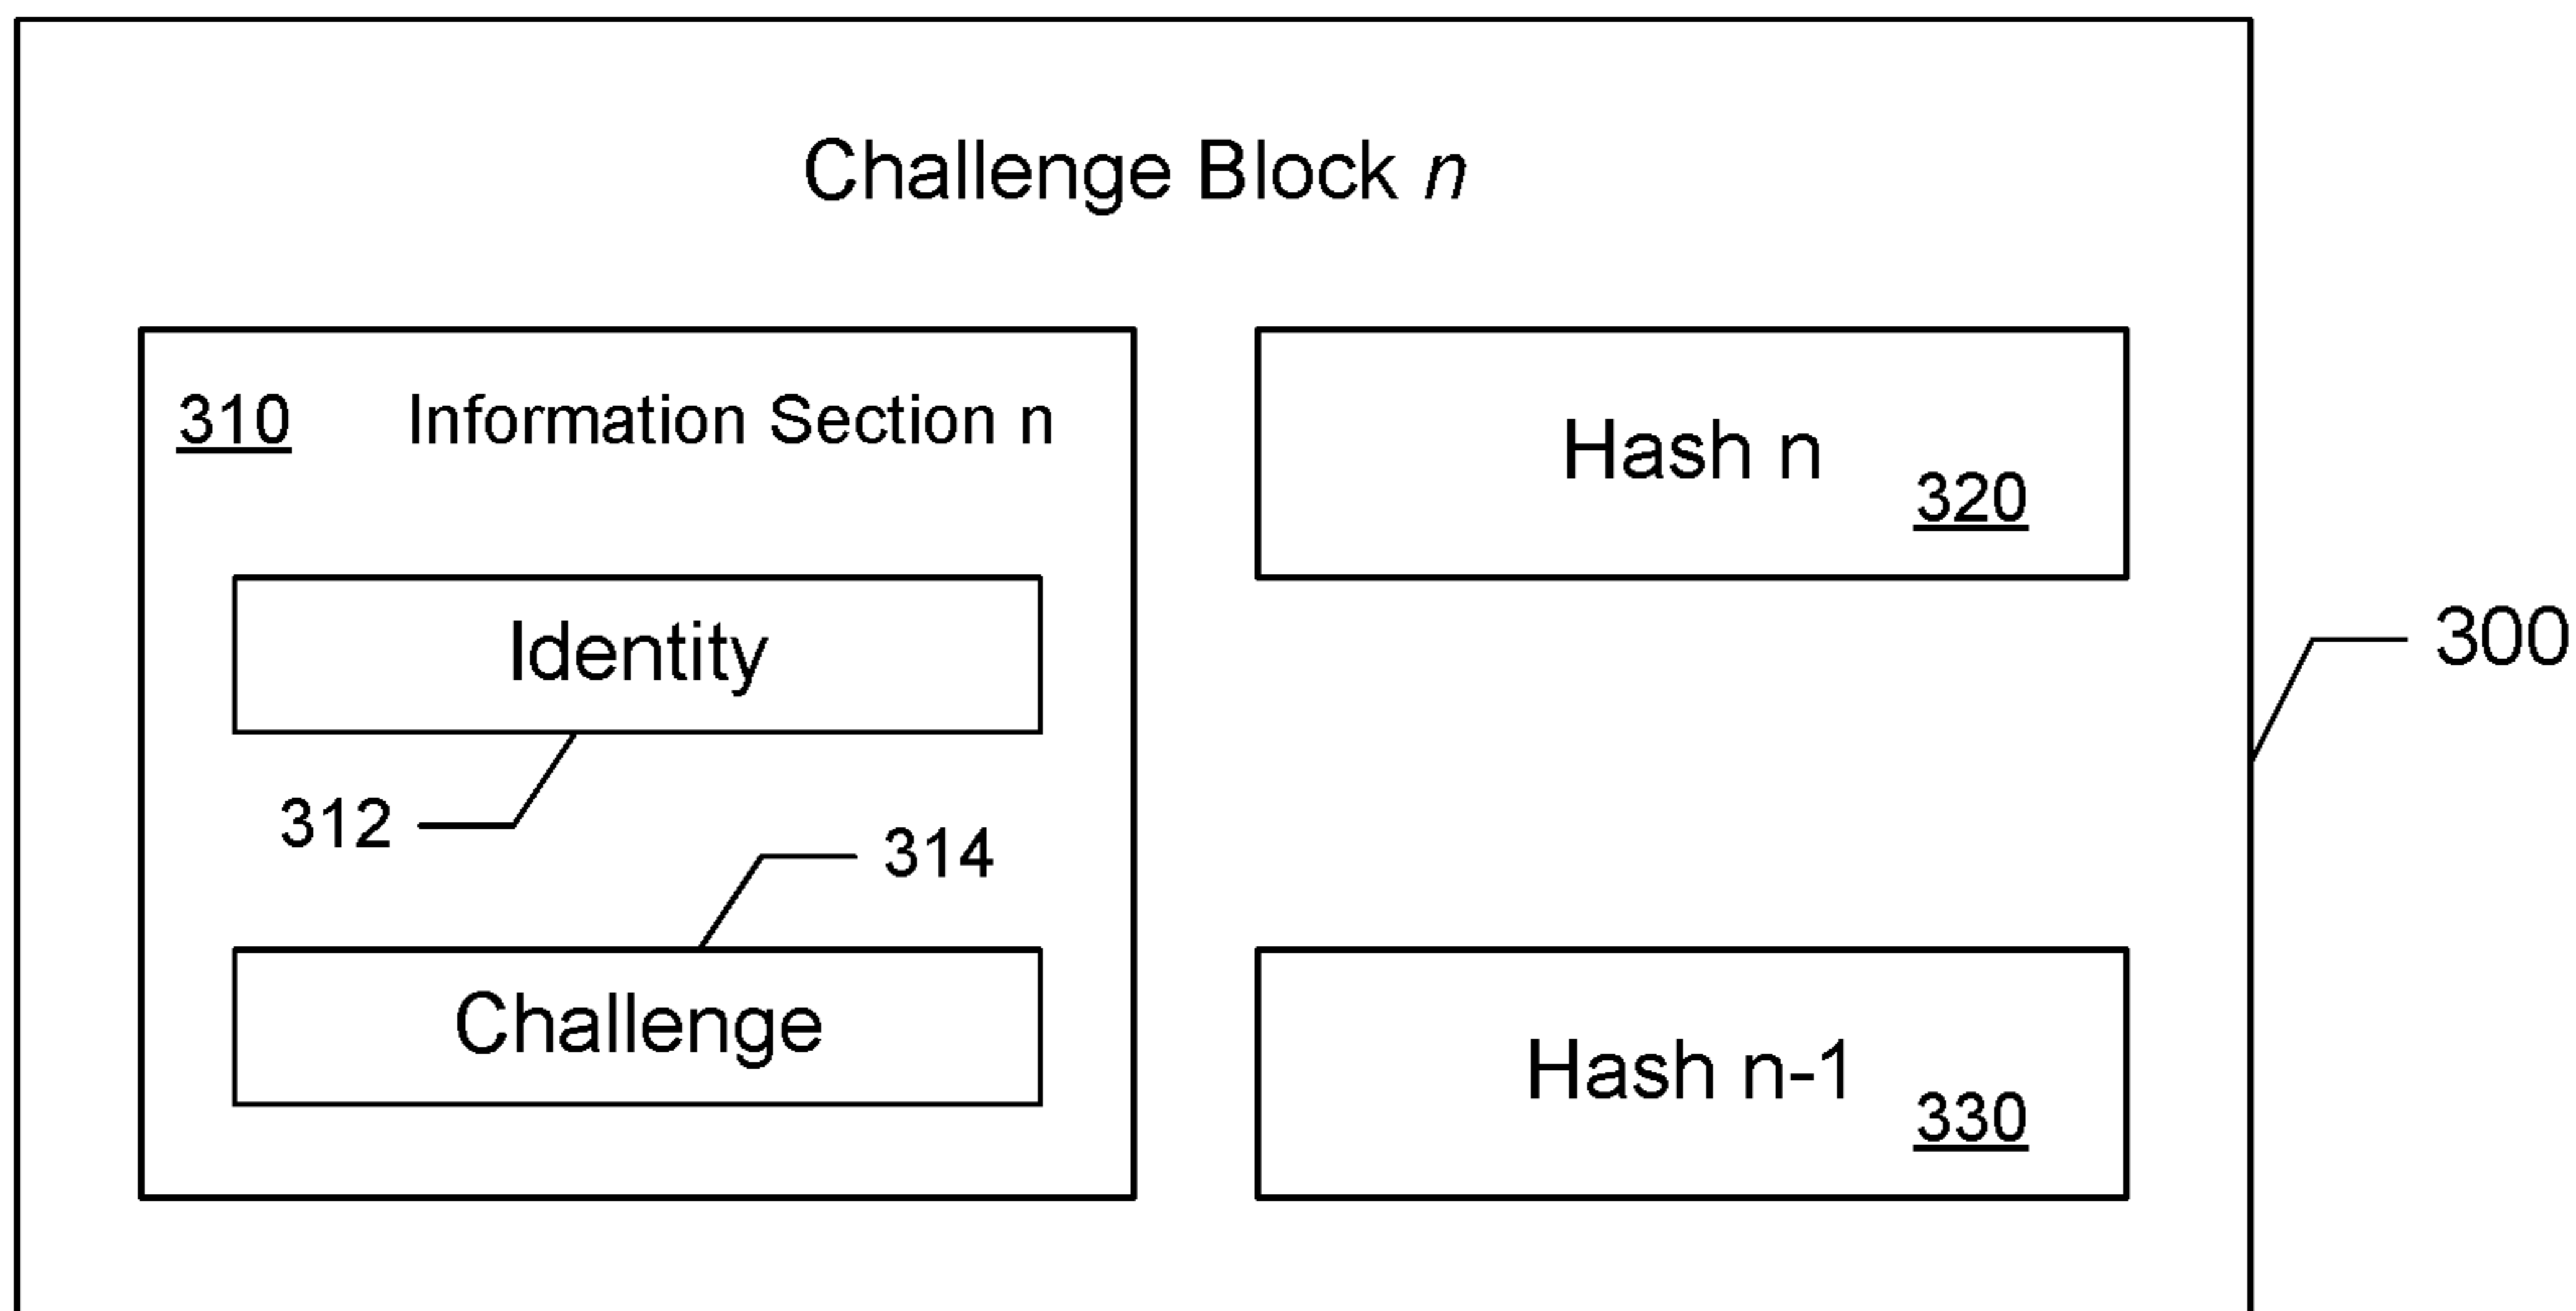 Challenge Block n
310 Information Section n
Identity
312
314
Challenge
Hash n
320
Hash n-1
330
300